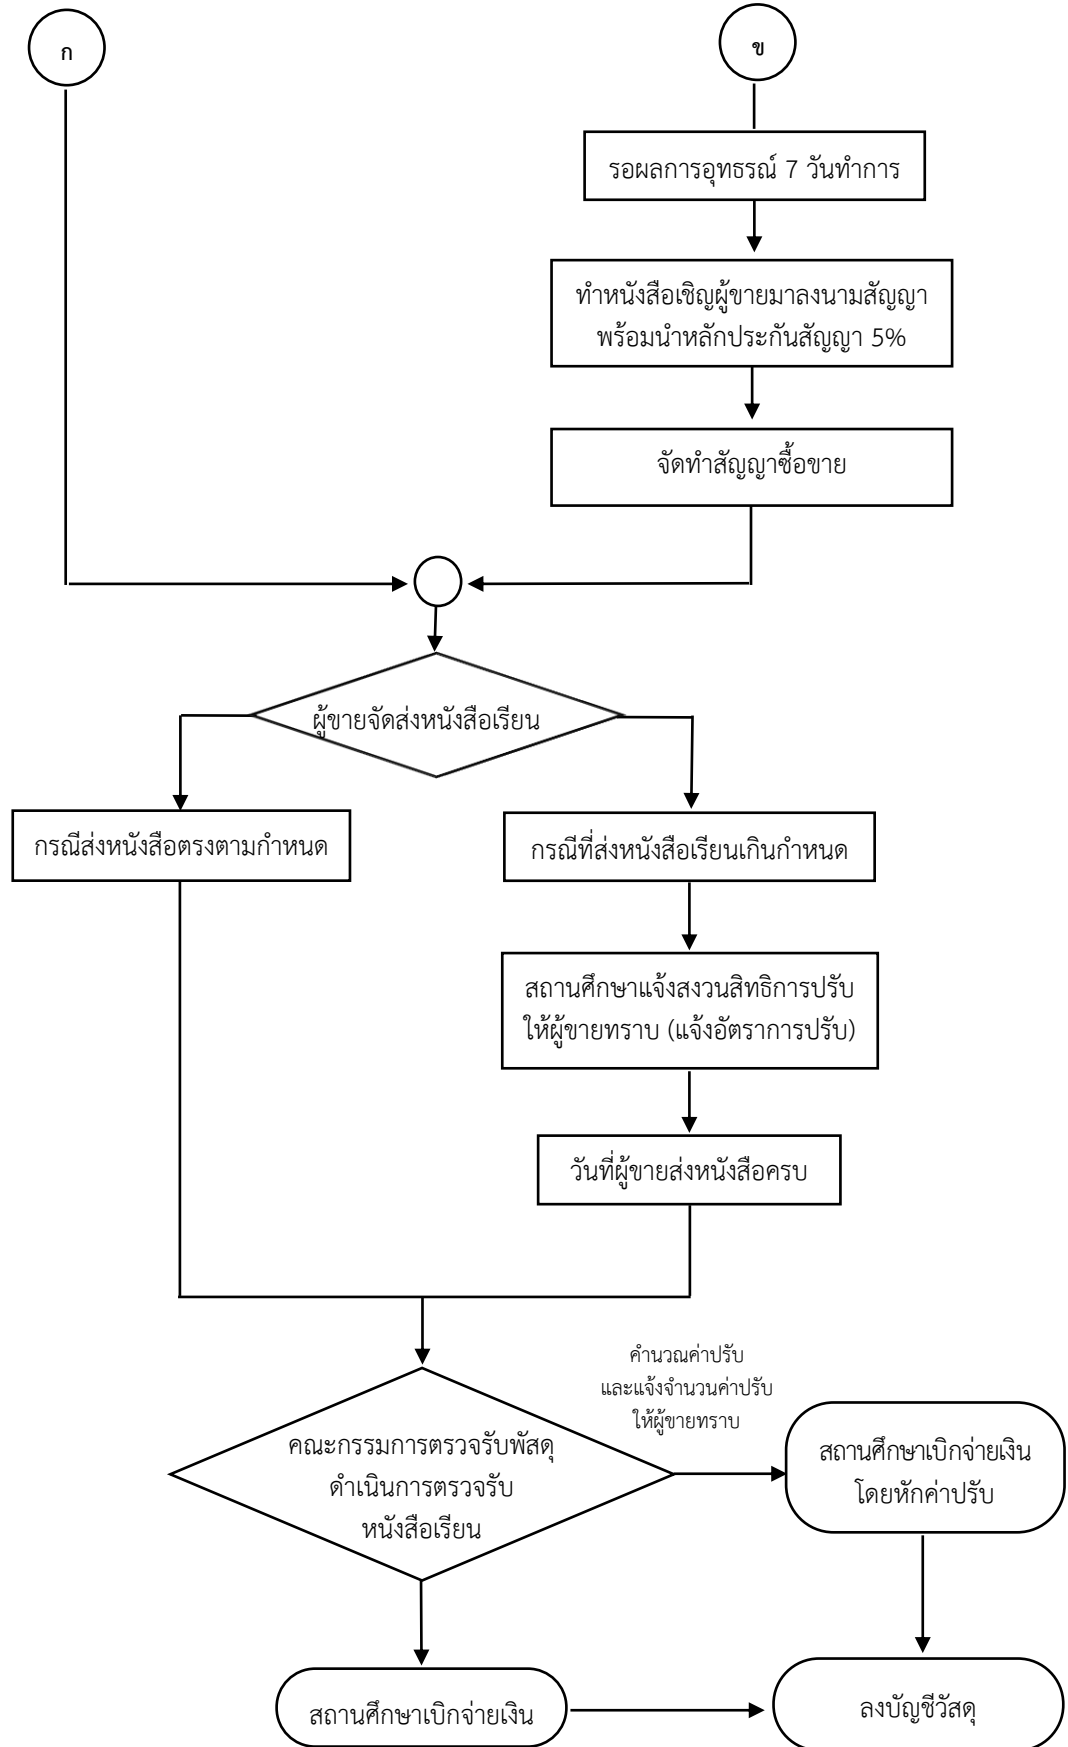 ก
ข
รอผลการอุทธรณ์ 7 วันทำการ
ทำหนังสือเชิญผู้ขายมาลงนามสัญญา
พร้อมนำหลักประกันสัญญา 5%
จัดทำสัญญาซื้อขาย
ผู้ขายจัดส่งหนังสือเรียน
กรณีส่งหนังสือตรงตามกำหนด
กรณีที่ส่งหนังสือเรียนเกินกำหนด
สถานศึกษาแจ้งสงวนสิทธิการปรับ
ให้ผู้ขายทราบ (แจ้งอัตราการปรับ)
วันที่ผู้ขายส่งหนังสือครบ
คำนวณค่าปรับ
และแจ้งจำนวนค่าปรับ
ให้ผู้ขายทราบ
คณะกรรมการตรวจรับพัสดุ
ดำเนินการตรวจรับ
หนังสือเรียน
สถานศึกษาเบิกจ่ายเงิน
โดยหักค่าปรับ
สถานศึกษาเบิกจ่ายเงิน
ลงบัญชีวัสดุ